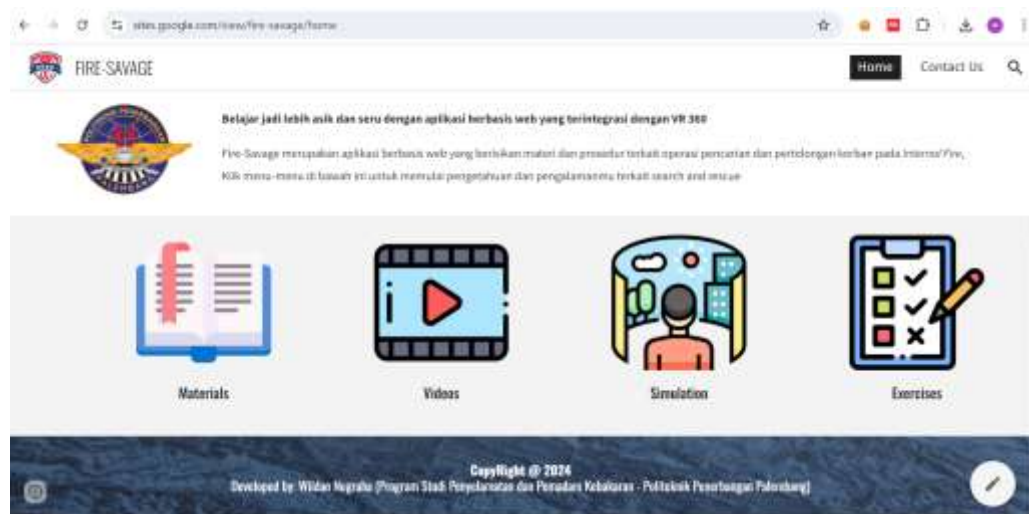 sites.google.com/view/fire-savage/home
FIRE-SAVAGE
Home
Contact Us
Belajar jadi lebih asik dan seru dengan aplikasi berbasis web yang terintegrasi dengan VR 360
Fire-Savage merupakan aplikasi berbasis web yang berisikan materi dan prosedur terkait operasi pencarian dan pertolongan korban pada Internal Fire,
Klik menu-menu di bawah ini untuk memulai pengetahuan dan pengalamanmu terkait search and rescue
Materials
Videos
Simulation
Exercises
CopyRight @ 2024
Developed by: Wildan Nugraha (Program Studi Penyelamatan dan Pemadam Kebakaran - Politeknik Penerbangan Palembang)